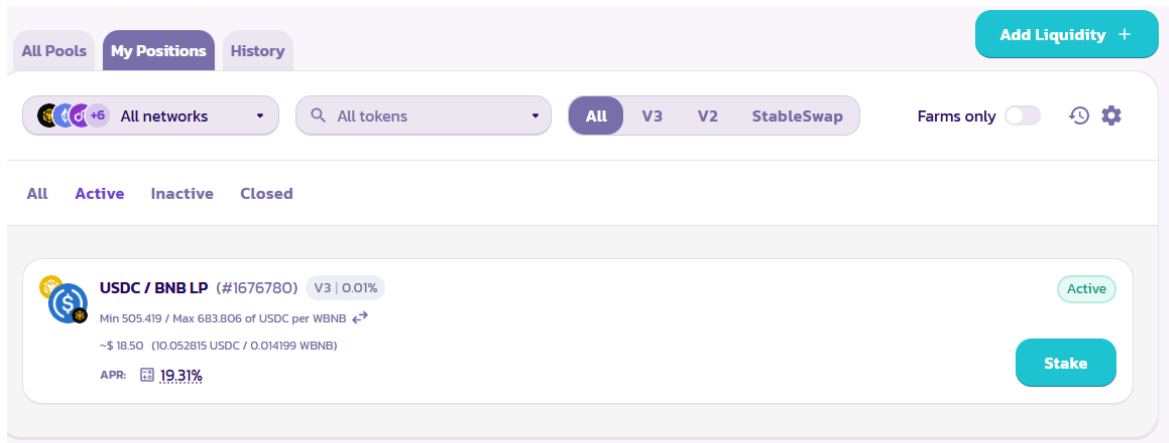 All Pools My Positions History Add Liquidity +
+6 All networks All tokens All V3 V2 StableSwap Farms only
All Active Inactive Closed
USDC / BNB LP (#1676780) V3 | 0.01% Active
Min 505.419 / Max 683.806 of USDC per WBNB
~$ 18.50 (10.052815 USDC / 0.014199 WBNB)
APR: 19.31% Stake